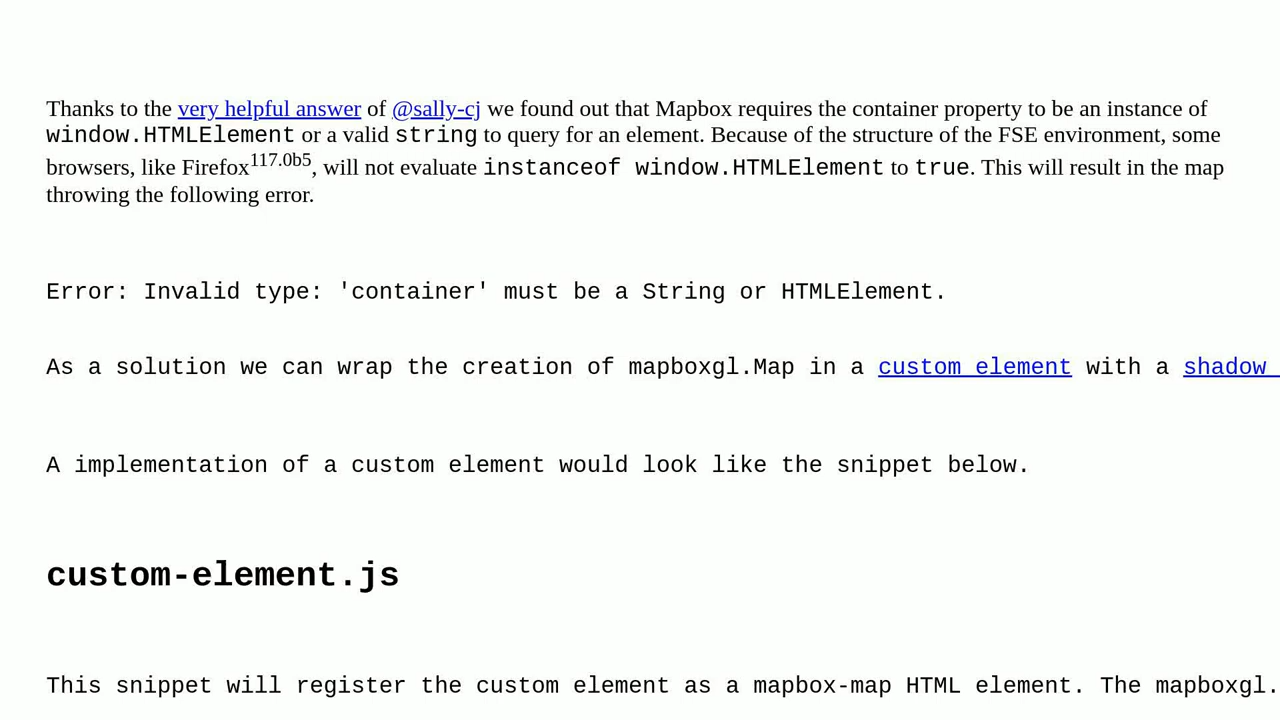 Thanks to the very helpful answer of @sally-cj we found out that Mapbox requires the container property to be an instance of
window.HTMLElement or a valid string to query for an element. Because of the structure of the FSE environment, some
browsers, like Firefox117.0b5, will not evaluate instanceof window.HTMLElement to true. This will result in the map
throwing the following error.
Error: Invalid type: 'container' must be a String or HTMLElement.
As a solution we can wrap the creation of mapboxgl.Map in a custom element with a shadow
A implementation of a custom element would look like the snippet below.
custom-element.js
This snippet will register the custom element as a mapbox-map HTML element. The mapboxgl.